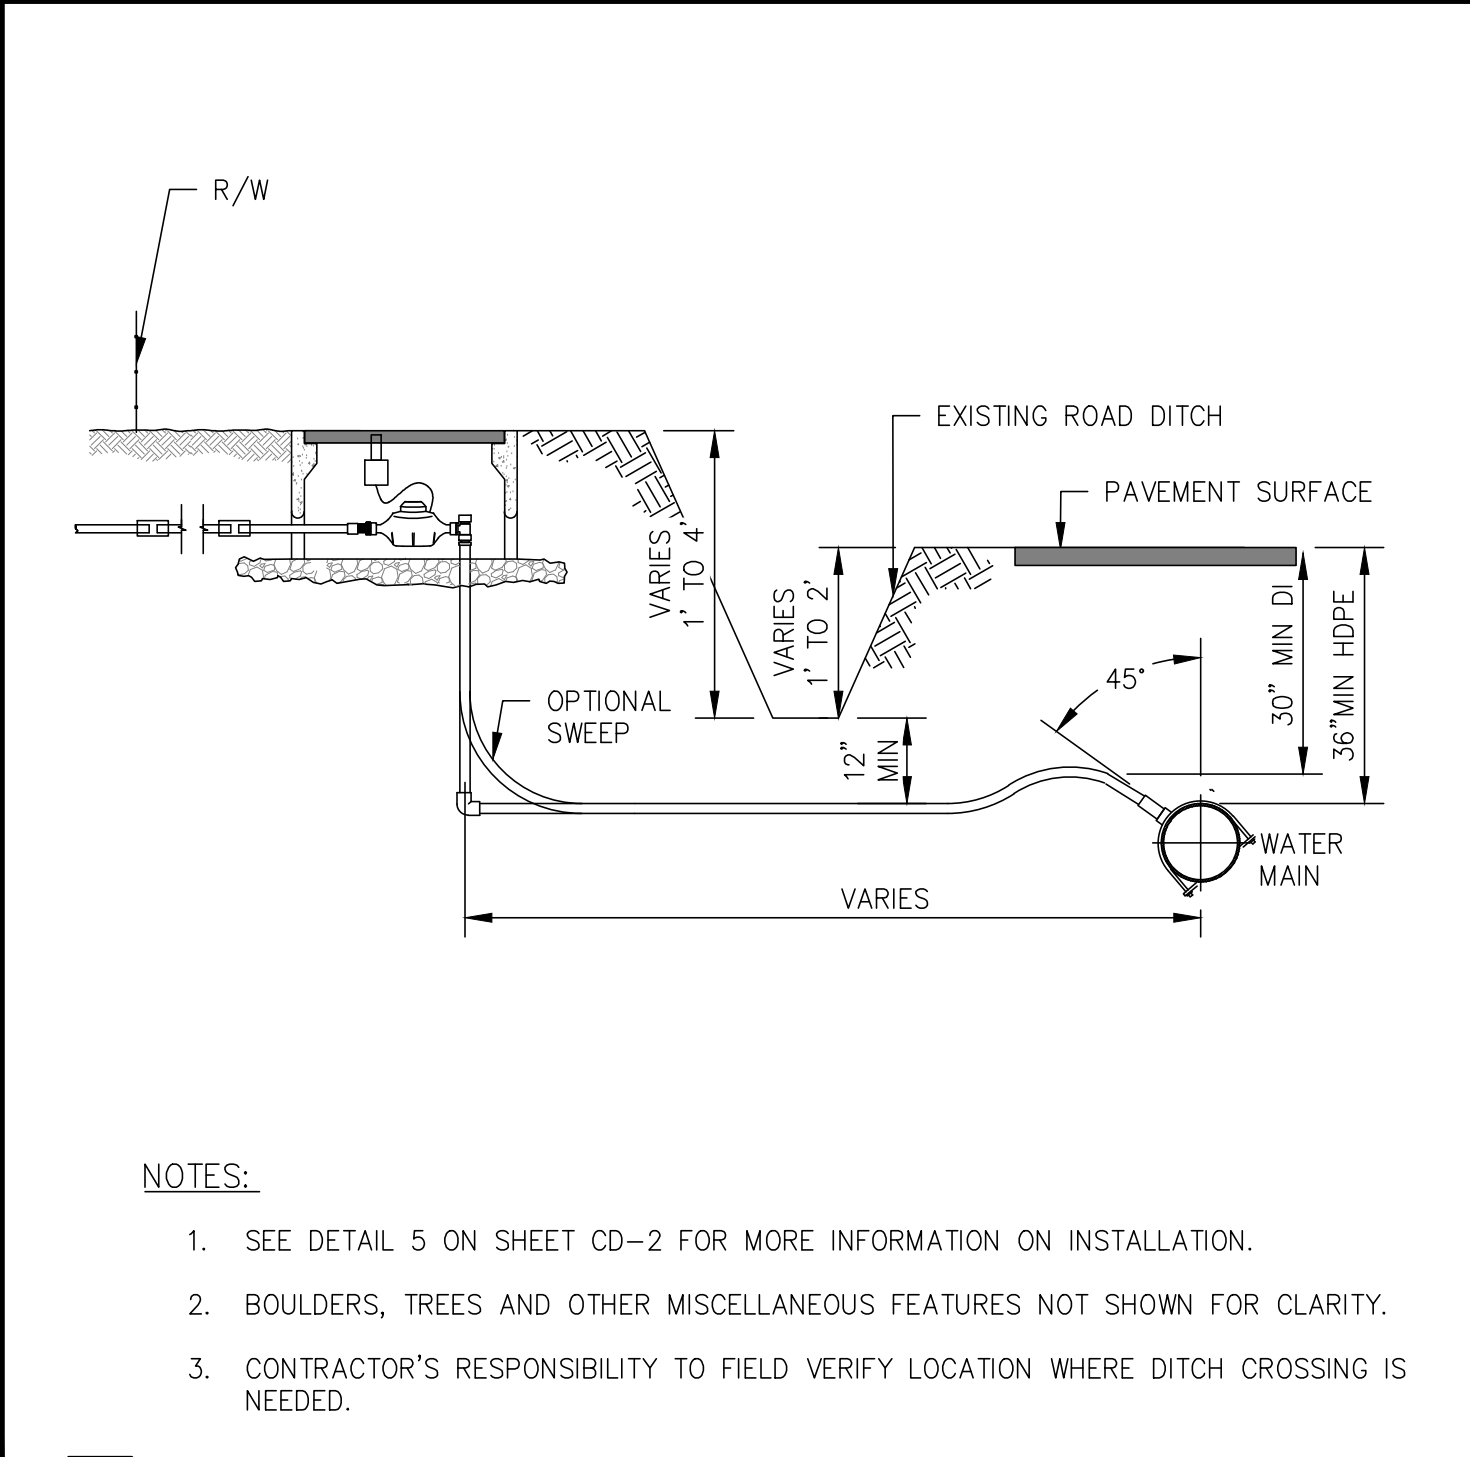 R/W
EXISTING ROAD DITCH
PAVEMENT SURFACE
VARIES
1' TO 4'
VARIES
1' TO 2'
30" MIN DI
36"MIN HDPE
45°
OPTIONAL
SWEEP
12"
MIN
WATER
MAIN
VARIES
NOTES:
1. SEE DETAIL 5 ON SHEET CD-2 FOR MORE INFORMATION ON INSTALLATION.
2. BOULDERS, TREES AND OTHER MISCELLANEOUS FEATURES NOT SHOWN FOR CLARITY.
3. CONTRACTOR'S RESPONSIBILITY TO FIELD VERIFY LOCATION WHERE DITCH CROSSING IS
NEEDED.